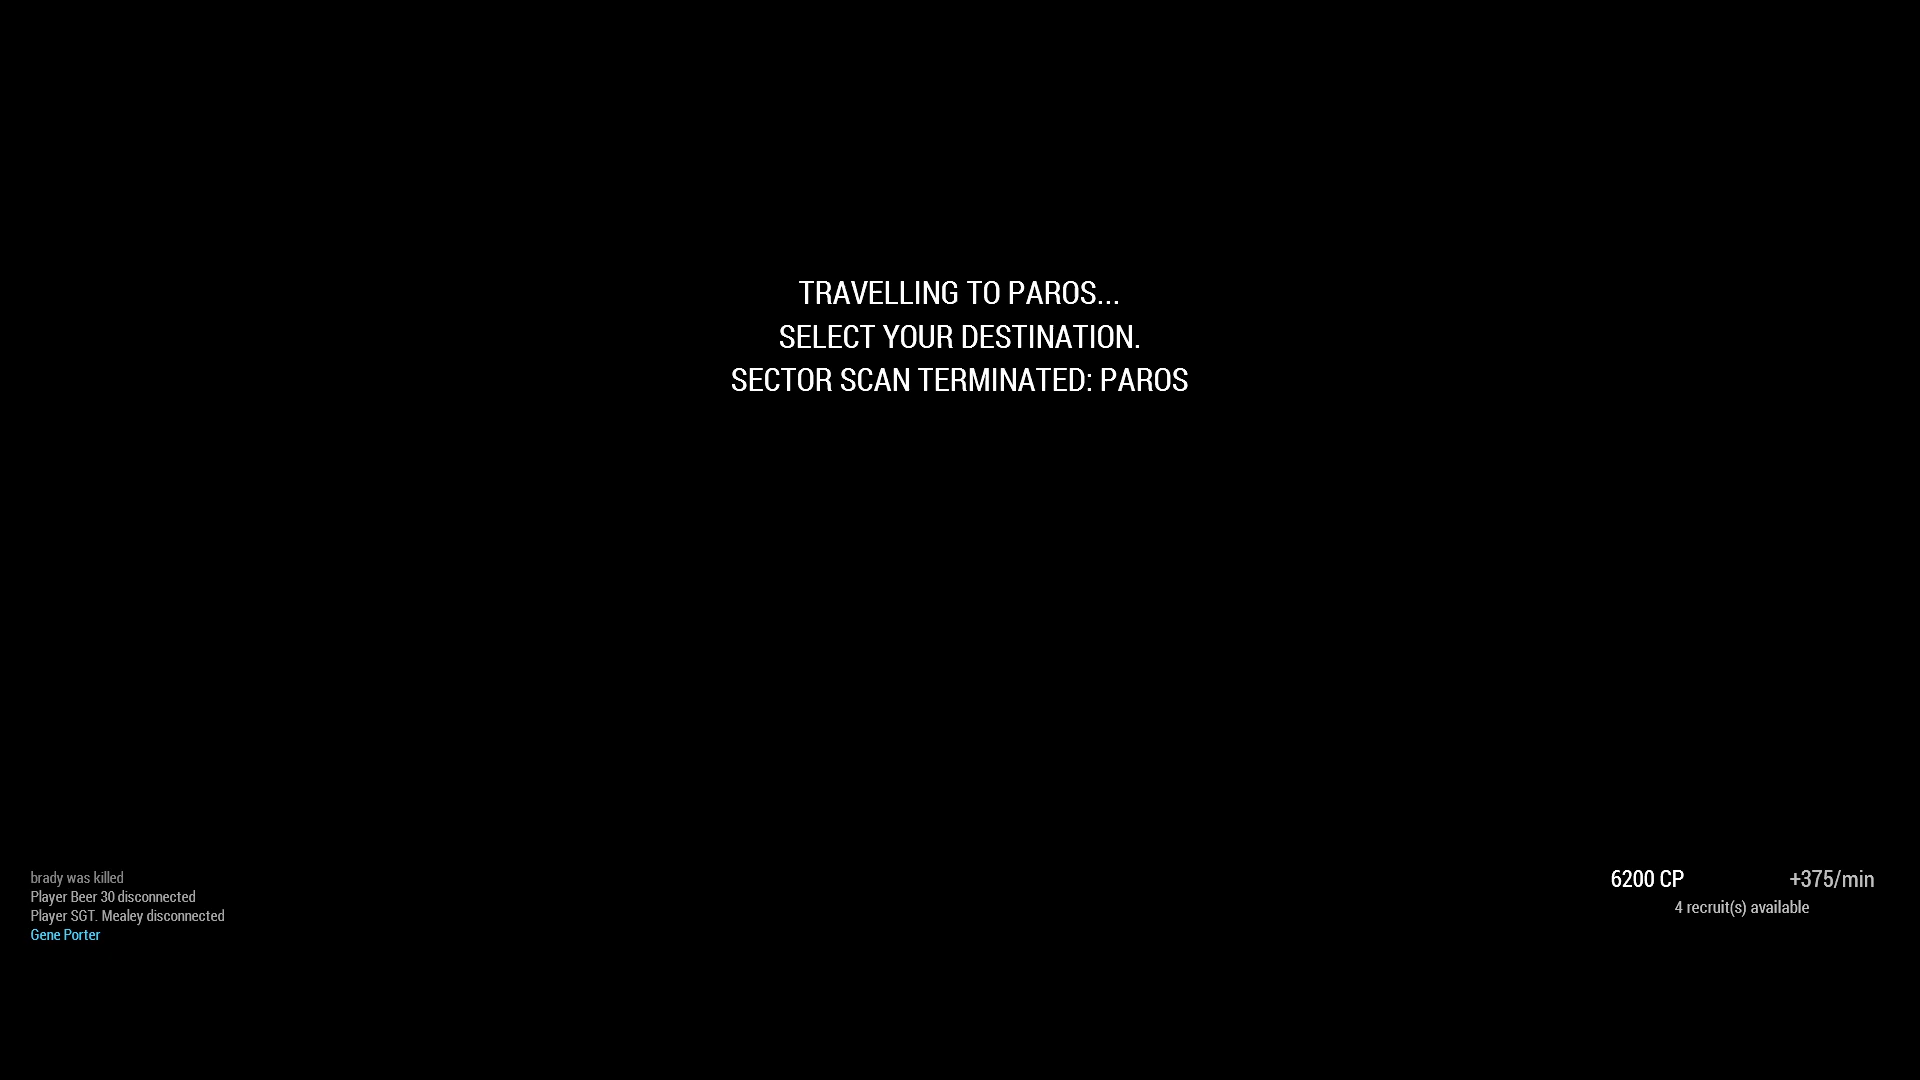 TRAVELLING TO PAROS...
SELECT YOUR DESTINATION.
SECTOR SCAN TERMINATED: PAROS
brady was killed
Player Beer 30 disconnected
Player SGT. Mealey disconnected
Gene Porter
6200 CP +375/min
4 recruit(s) available